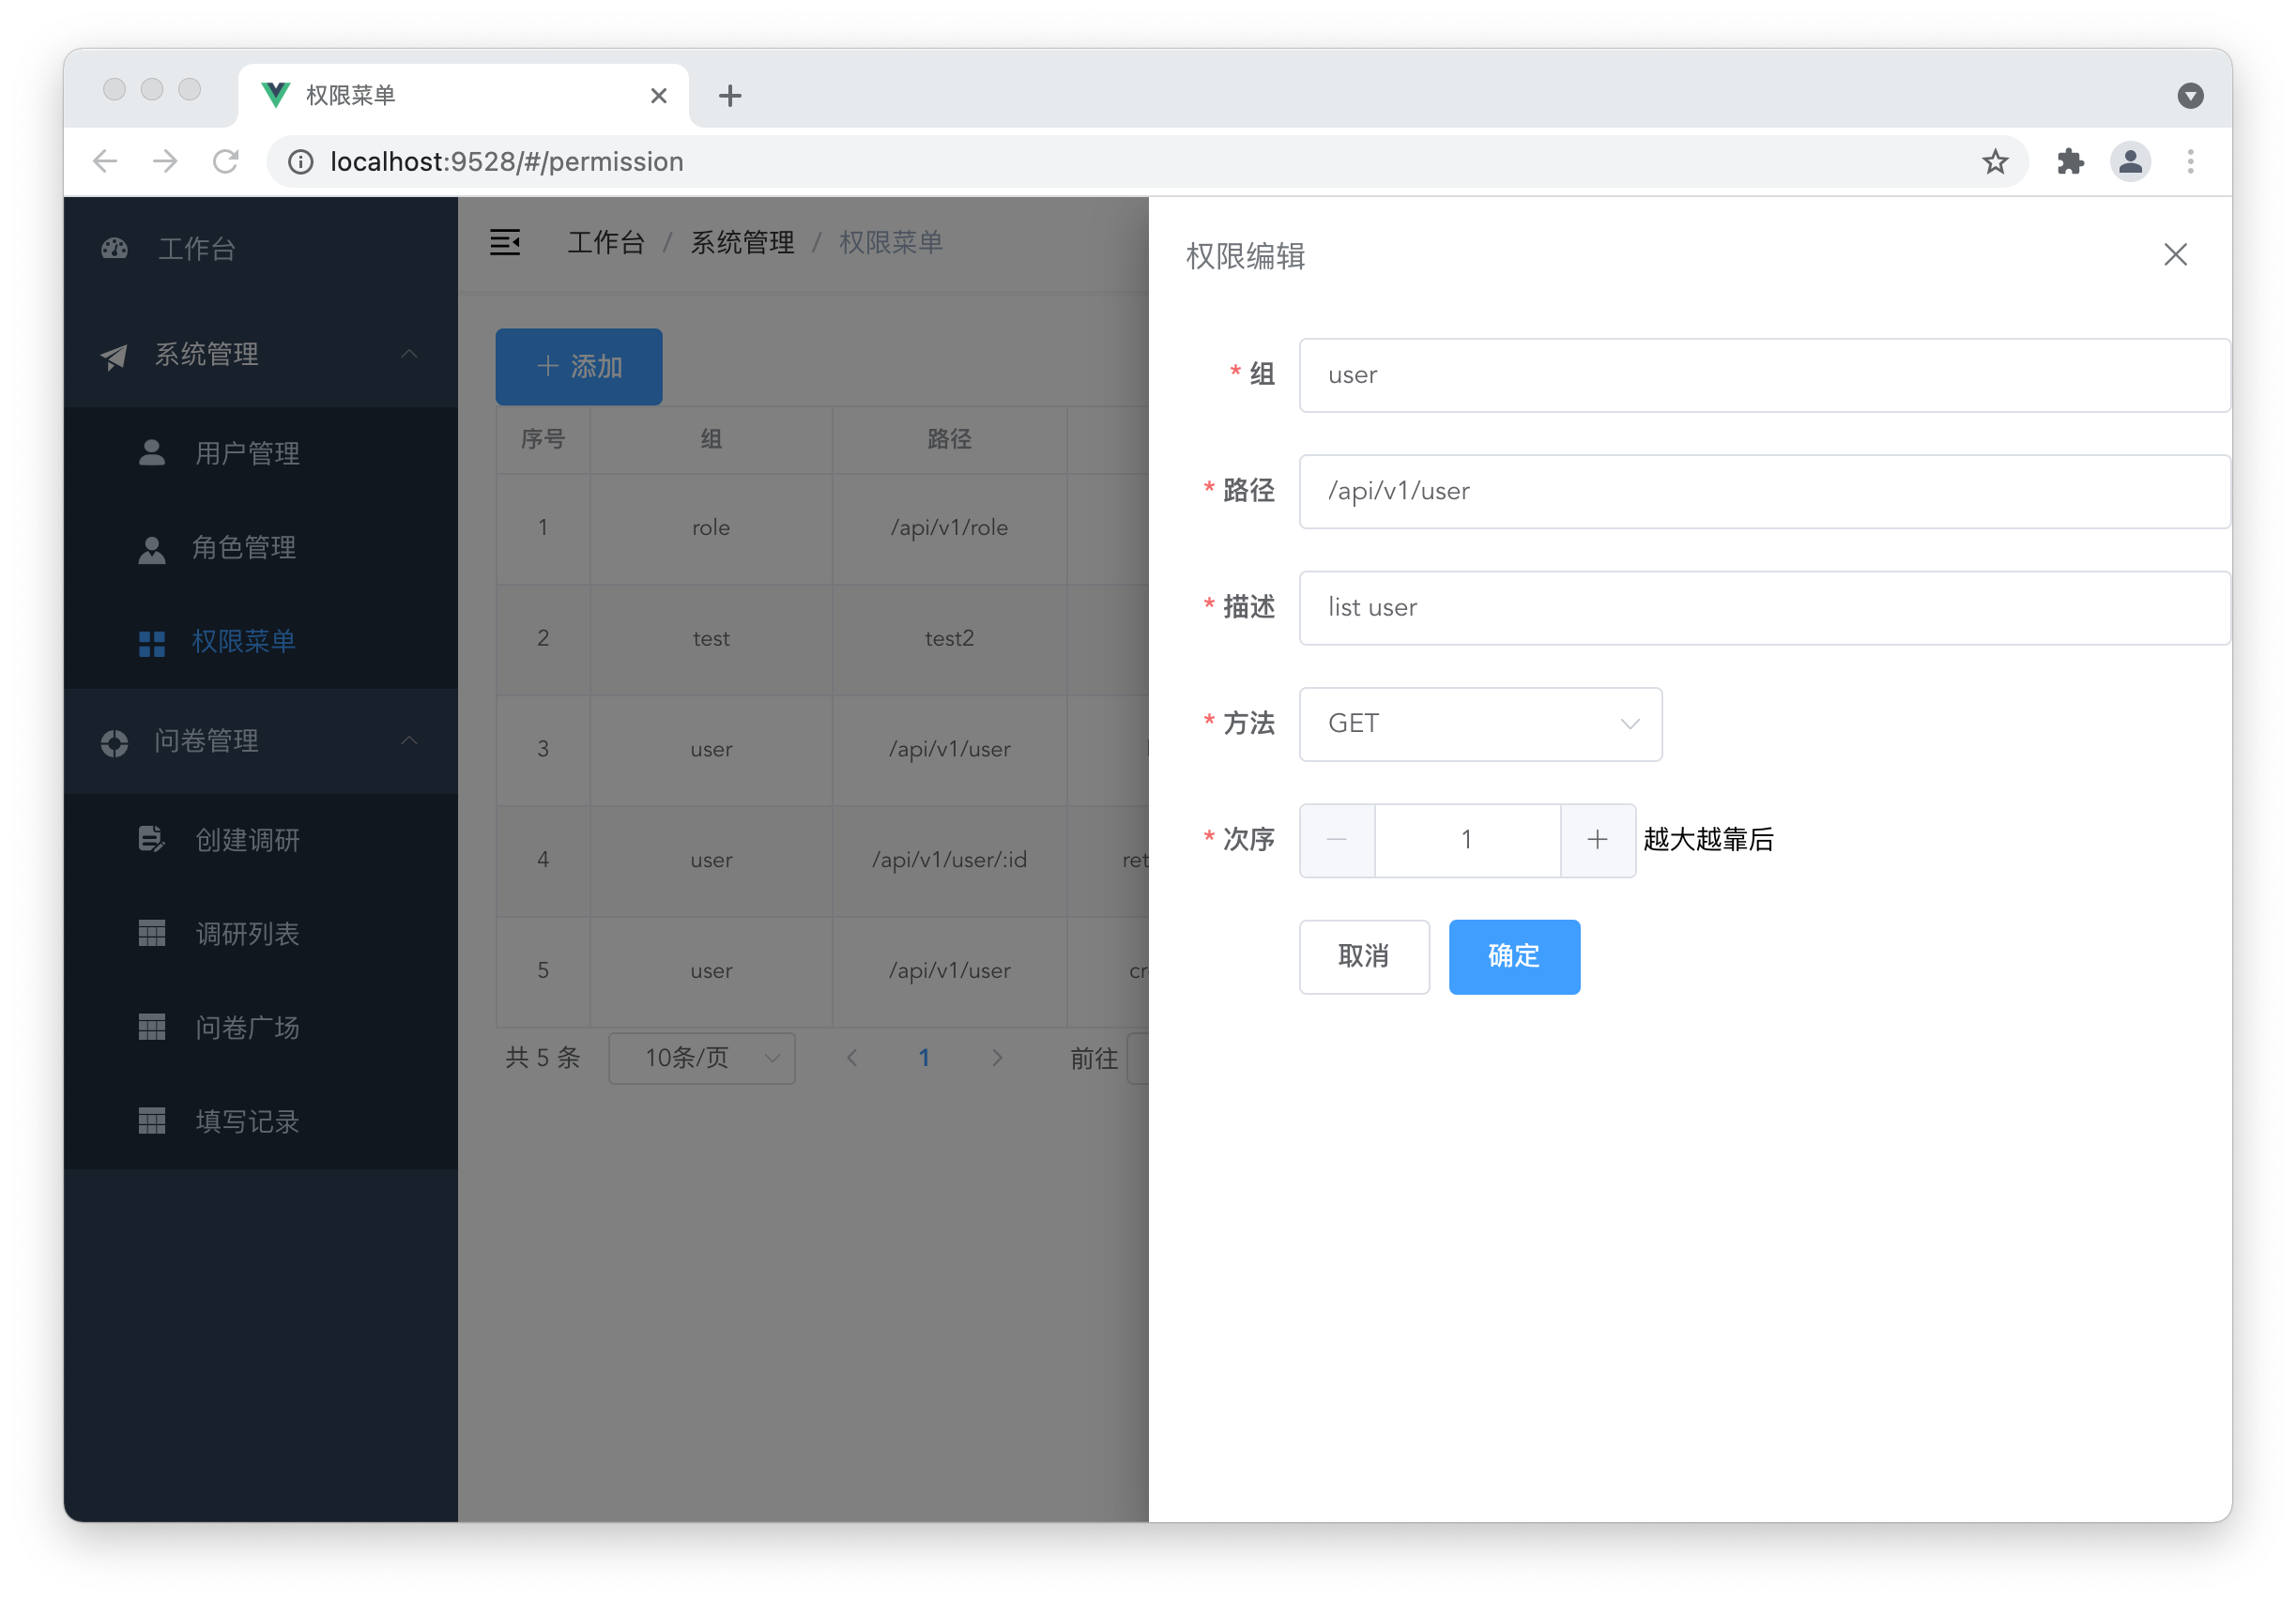 权限菜单
localhost:9528/#/permission
工作台
系统管理
用户管理
角色管理
权限菜单
问卷管理
创建调研
调研列表
问卷广场
填写记录
工作台 / 系统管理 / 权限菜单
添加
序号 组 路径
1 role /api/v1/role
2 test test2
3 user /api/v1/user
4 user /api/v1/user/:id ret
5 user /api/v1/user cr
共 5 条 10条/页 1 前往
权限编辑
* 组 user
* 路径 /api/v1/user
* 描述 list user
* 方法 GET
* 次序 1 越大越靠后
取消 确定